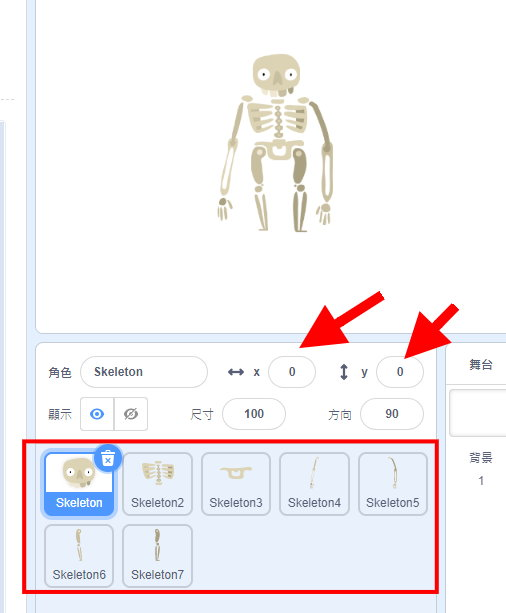 角色 Skeleton x 0 y 0 舞台
顯示 尺寸 100 方向 90
背景
1
Skeleton Skeleton2 Skeleton3 Skeleton4 Skeleton5
Skeleton6 Skeleton7